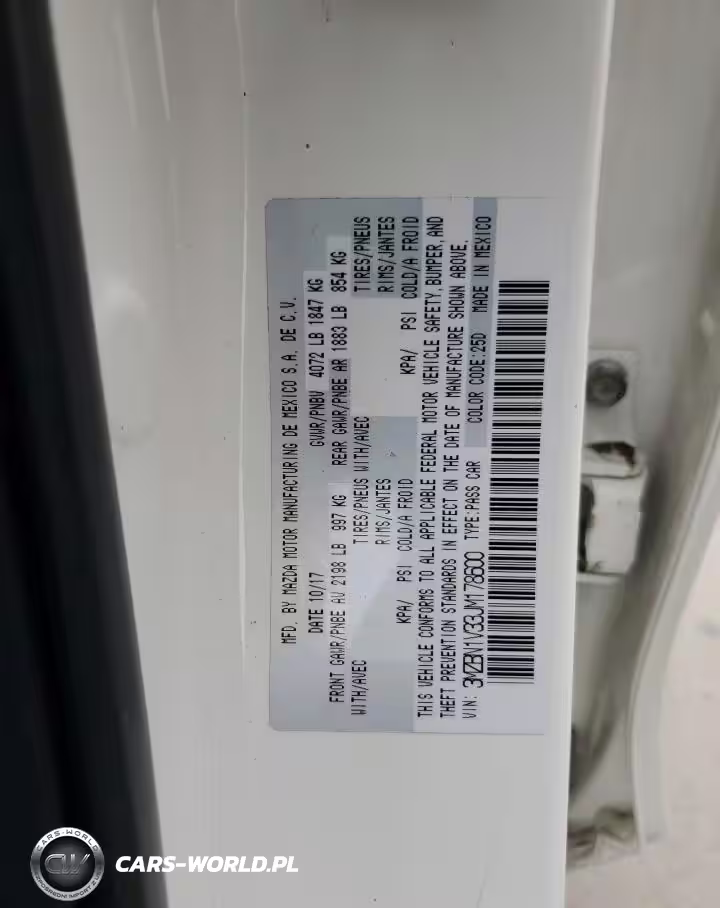 MFD. BY MAZDA MOTOR MANUFACTURING DE MEXICO S.A. DE C.V.
DATE 10/17 GVWR/PNBV 4072 LB 1847 KG
FRONT GAWR/PNBE AV 2198 LB 997 KG REAR GAWR/PNBE AR 1883 LB 854 KG
WITH/AVEC TIRES/PNEUS WITH/AVEC TIRES/PNEUS
RIMS/JANTES RIMS/JANTES
KPA/ PSI COLD/A FROID KPA/ PSI COLD/A FROID
THIS VEHICLE CONFORMS TO ALL APPLICABLE FEDERAL MOTOR VEHICLE SAFETY, BUMPER, AND
THEFT PREVENTION STANDARDS IN EFFECT ON THE DATE OF MANUFACTURE SHOWN ABOVE.
VIN: 3MZBN1V33JM178600 TYPE:PASS CAR COLOR CODE:25D MADE IN MEXICO
CARS-WORLD
CW
CARS-WORLD.PL